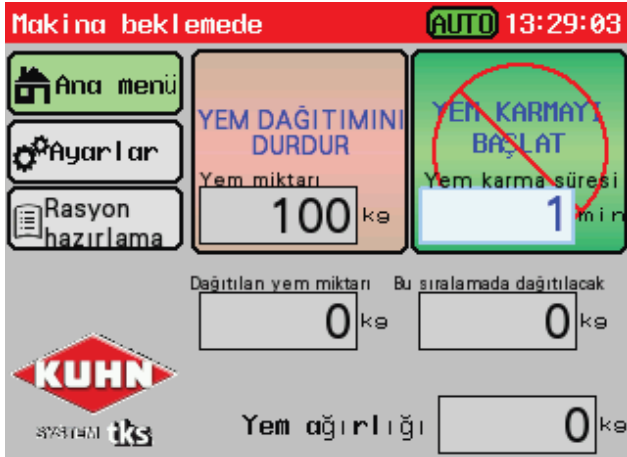 Makina beklemede AUTO 13:29:03
Ana menü
Ayarlar
Rasyon
hazırlama
YEM DAĞITIMINI
DURDUR
Yem miktarı
100 kg
YEM KARMAYI
BAŞLAT
Yem karma süresi
1 min
Dağıtılan yem miktarı
0 kg
Bu sıralamada dağıtılacak
0 kg
KUHN
SYSTEM tks
Yem ağırlığı 0 kg